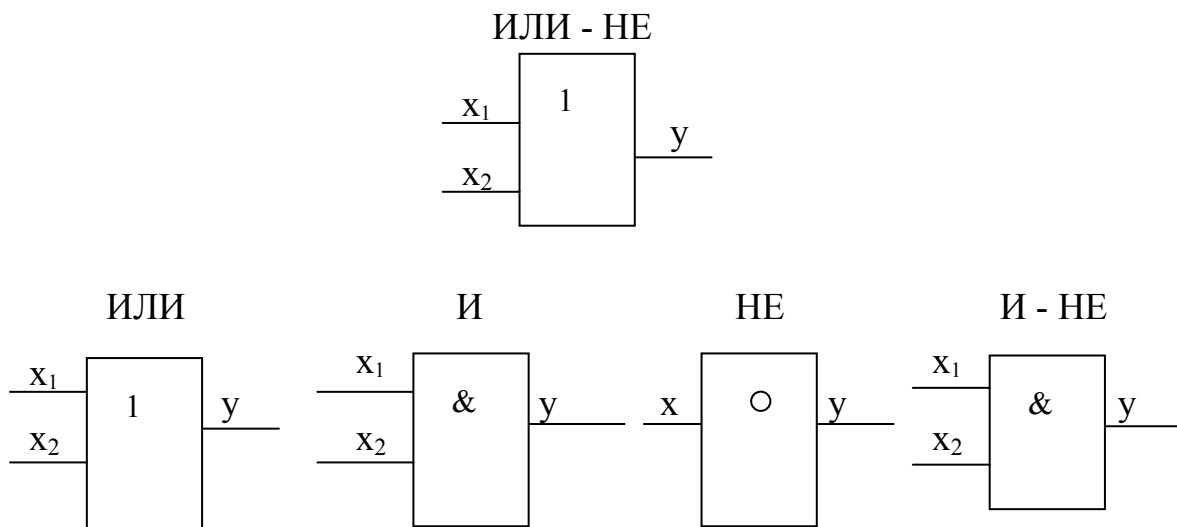 ИЛИ - НЕ
x₁ 1
y
x₂
ИЛИ И НЕ И - НЕ
x₁ 1 y x₂
x₁ & y x₂
x y
x₁ & y x₂